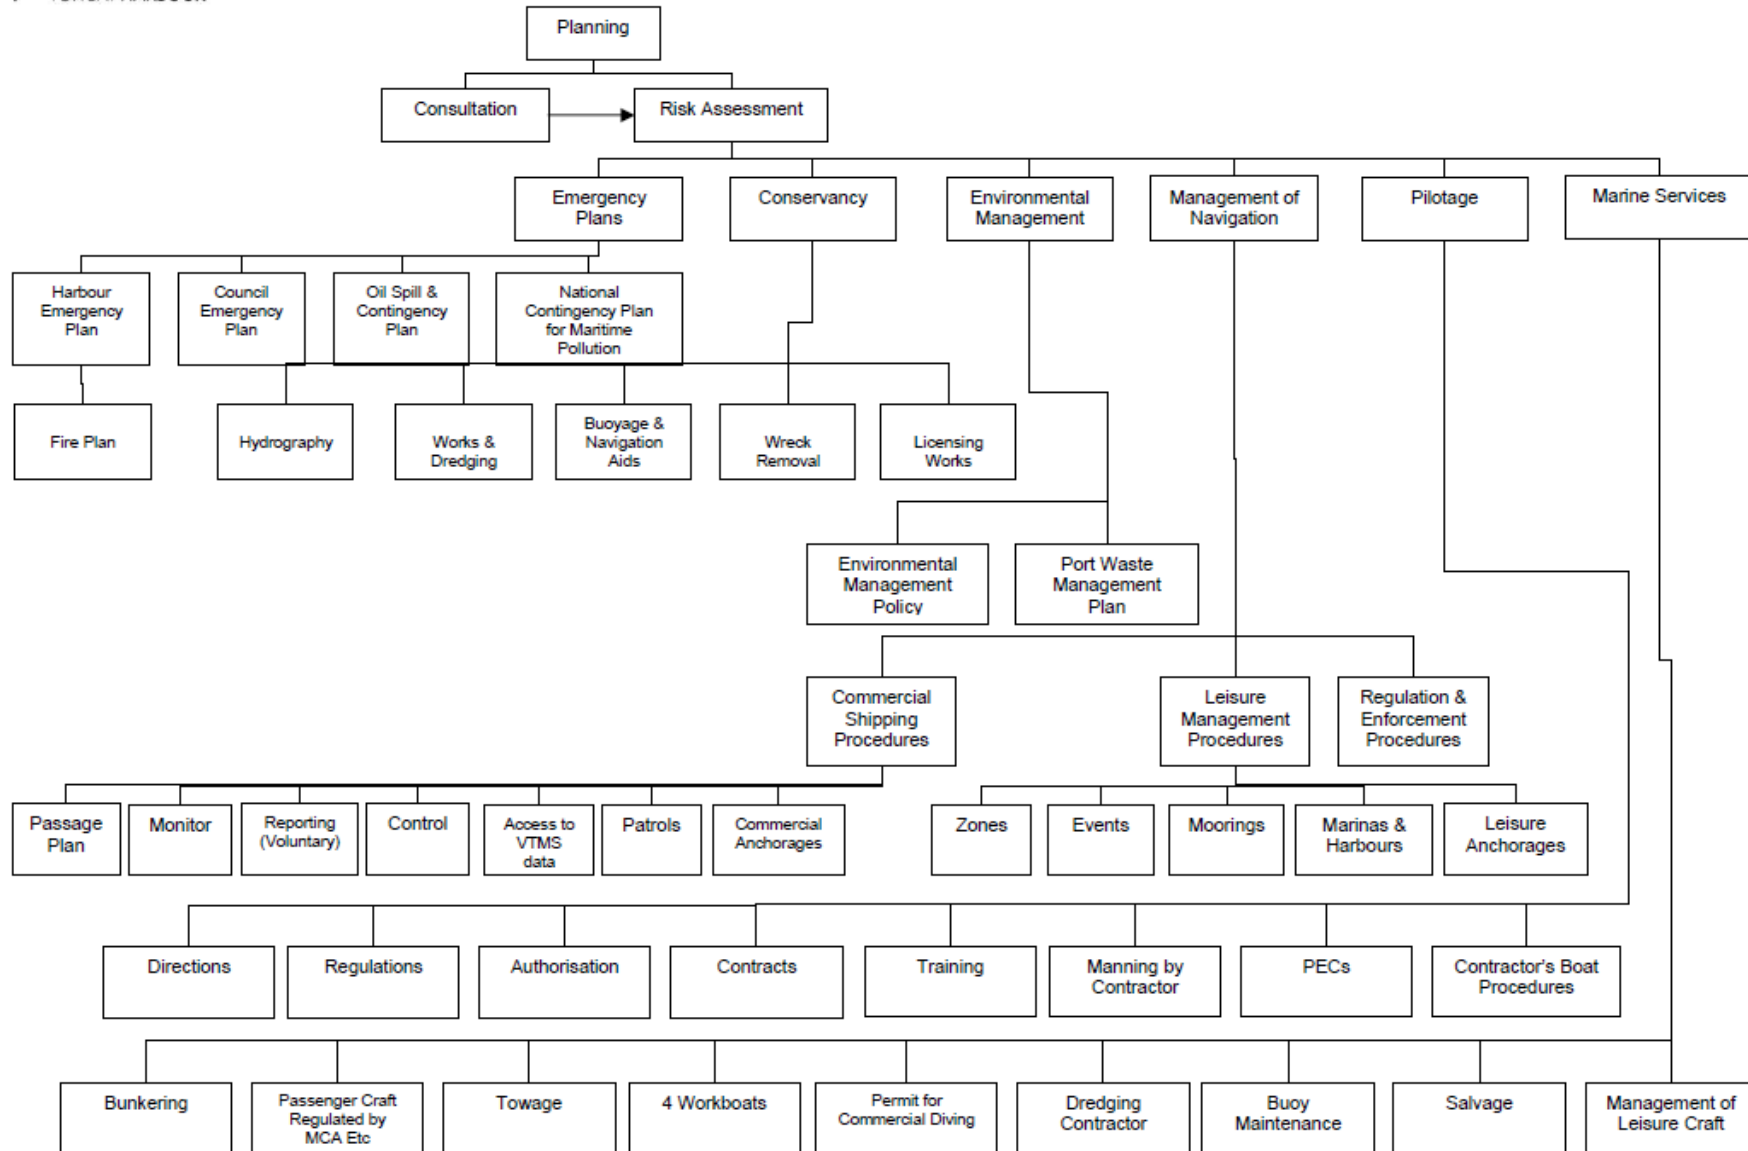 Planning
Consultation
Risk Assessment
Emergency
Plans
Conservancy
Environmental
Management
Management of
Navigation
Pilotage
Marine Services
Harbour
Emergency
Plan
Council
Emergency
Plan
Oil Spill &
Contingency
Plan
National
Contingency Plan
for Maritime
Pollution
Fire Plan
Hydrography
Works &
Dredging
Buoyage &
Navigation
Aids
Wreck
Removal
Licensing
Works
Environmental
Management
Policy
Port Waste
Management
Plan
Commercial
Shipping
Procedures
Leisure
Management
Procedures
Regulation &
Enforcement
Procedures
Passage
Plan
Monitor
Reporting
(Voluntary)
Control
Access to
VTMS
data
Patrols
Commercial
Anchorages
Zones
Events
Moorings
Marinas &
Harbours
Leisure
Anchorages
Directions
Regulations
Authorisation
Contracts
Training
Manning by
Contractor
PECs
Contractor's Boat
Procedures
Bunkering
Passenger Craft
Regulated by
MCA Etc
Towage
4 Workboats
Permit for
Commercial Diving
Dredging
Contractor
Buoy
Maintenance
Salvage
Management of
Leisure Craft